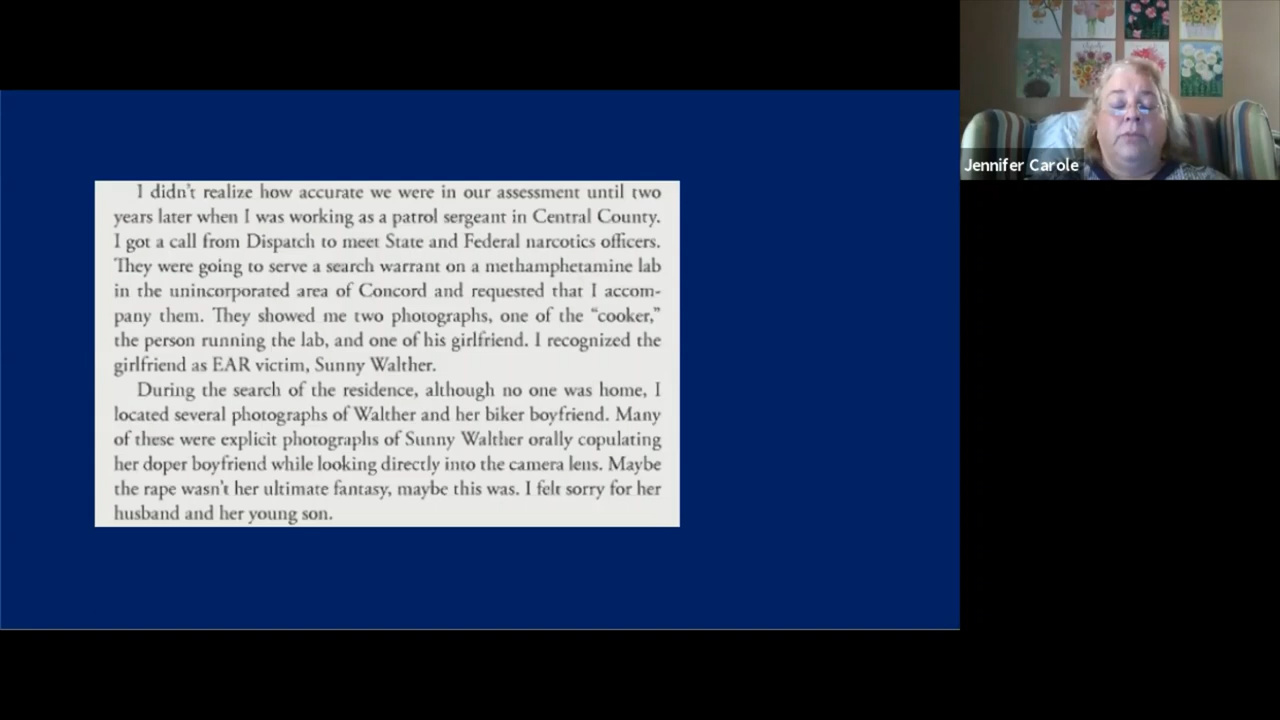 I didn't realize how accurate we were in our assessment until two
years later when I was working as a patrol sergeant in Central County.
I got a call from Dispatch to meet State and Federal narcotics officers.
They were going to serve a search warrant on a methamphetamine lab
in the unincorporated area of Concord and requested that I accom-
pany them. They showed me two photographs, one of the “cooker,”
the person running the lab, and one of his girlfriend. I recognized the
girlfriend as EAR victim, Sunny Walther.
During the search of the residence, although no one was home, I
located several photographs of Walther and her biker boyfriend. Many
of these were explicit photographs of Sunny Walther orally copulating
her doper boyfriend while looking directly into the camera lens. Maybe
the rape wasn't her ultimate fantasy, maybe this was. I felt sorry for her
husband and her young son.
Jennifer Carole